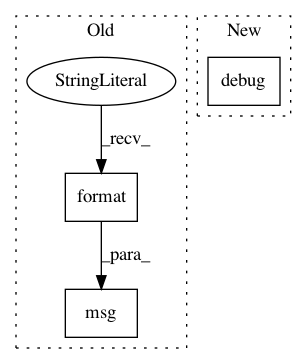 Old
New
StringLiteral
debug
_recv_
format
_para_
msg